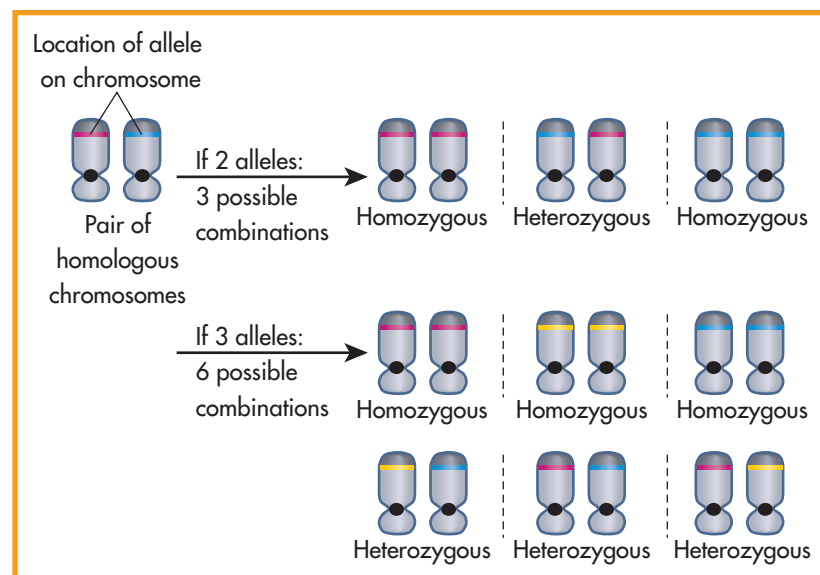 Location of allele
on chromosome
Pair of
homologous
chromosomes
If 2 alleles:
3 possible
combinations
Homozygous
Heterozygous
Homozygous
If 3 alleles:
6 possible
combinations
Homozygous
Homozygous
Homozygous
Heterozygous
Heterozygous
Heterozygous